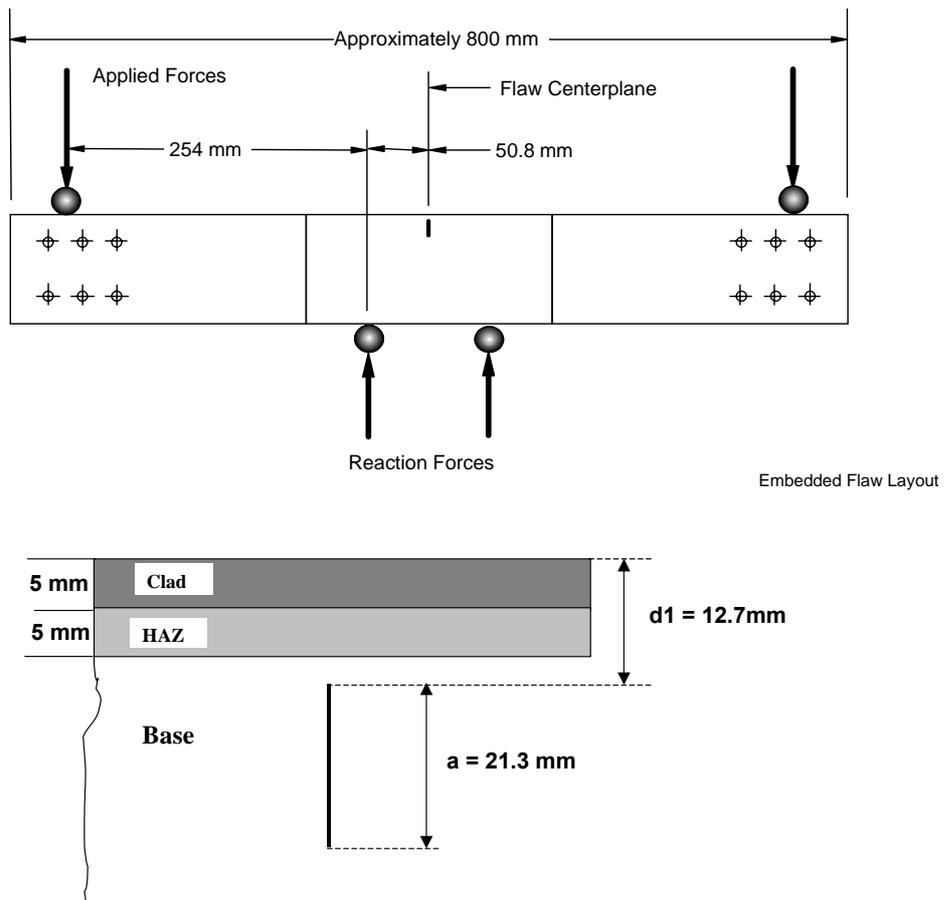 Approximately 800 mm
Applied Forces
Flaw Centerplane
254 mm
50.8 mm
Reaction Forces
Embedded Flaw Layout
5 mm
Clad
d1 = 12.7mm
5 mm
HAZ
Base
a = 21.3 mm